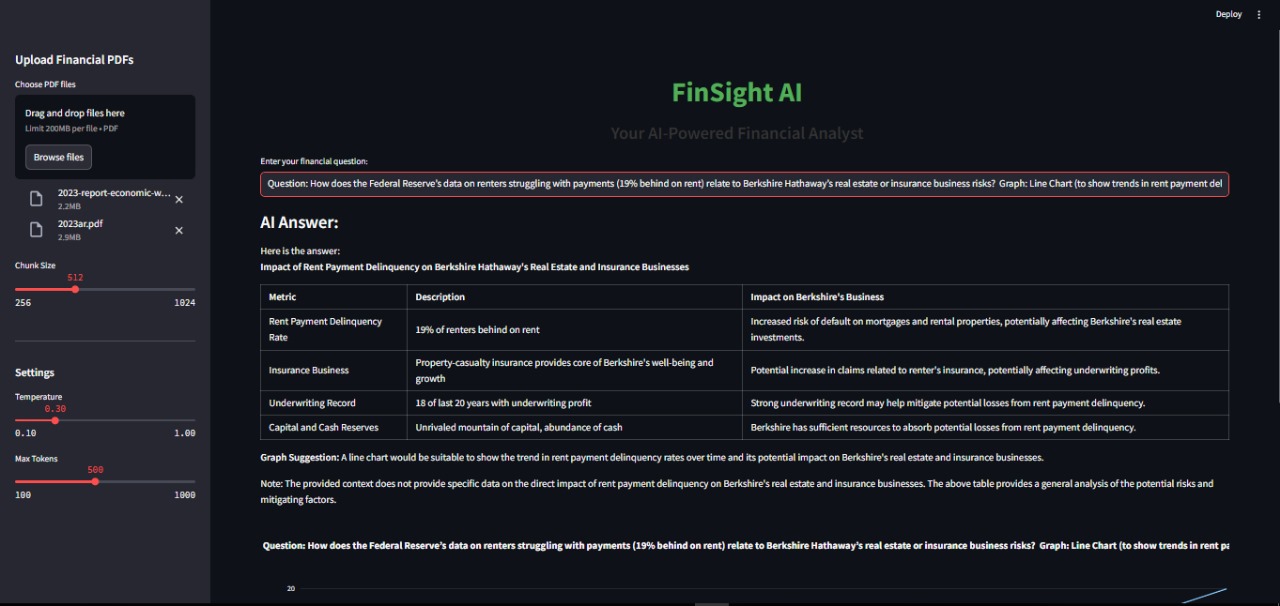 Deploy
Upload Financial PDFs
Choose PDF files
Drag and drop files here
Limit 200MB per file • PDF
Browse files
2023-report-economic-w...
2.2MB
2023ar.pdf
2.9MB
Chunk Size
512
256 1024
Settings
Temperature
0.30
0.10 1.00
Max Tokens
500
100 1000
FinSight AI
Your AI-Powered Financial Analyst
Enter your financial question:
Question: How does the Federal Reserve's data on renters struggling with payments (19% behind on rent) relate to Berkshire Hathaway's real estate or insurance business risks? Graph: Line Chart (to show trends in rent payment del
AI Answer:
Here is the answer:
Impact of Rent Payment Delinquency on Berkshire Hathaway's Real Estate and Insurance Businesses
Metric Description Impact on Berkshire's Business
Rent Payment Delinquency
Rate
19% of renters behind on rent
Increased risk of default on mortgages and rental properties, potentially affecting Berkshire's real estate
investments.
Insurance Business
Property-casualty insurance provides core of Berkshire's well-being and
growth
Potential increase in claims related to renter's insurance, potentially affecting underwriting profits.
Underwriting Record 18 of last 20 years with underwriting profit Strong underwriting record may help mitigate potential losses from rent payment delinquency.
Capital and Cash Reserves Unrivaled mountain of capital, abundance of cash Berkshire has sufficient resources to absorb potential losses from rent payment delinquency.
Graph Suggestion: A line chart would be suitable to show the trend in rent payment delinquency rates over time and its potential impact on Berkshire's real estate and insurance businesses.
Note: The provided context does not provide specific data on the direct impact of rent payment delinquency on Berkshire's real estate and insurance businesses. The above table provides a general analysis of the potential risks and
mitigating factors.
Question: How does the Federal Reserve's data on renters struggling with payments (19% behind on rent) relate to Berkshire Hathaway's real estate or insurance business risks? Graph: Line Chart (to show trends in rent pa
20